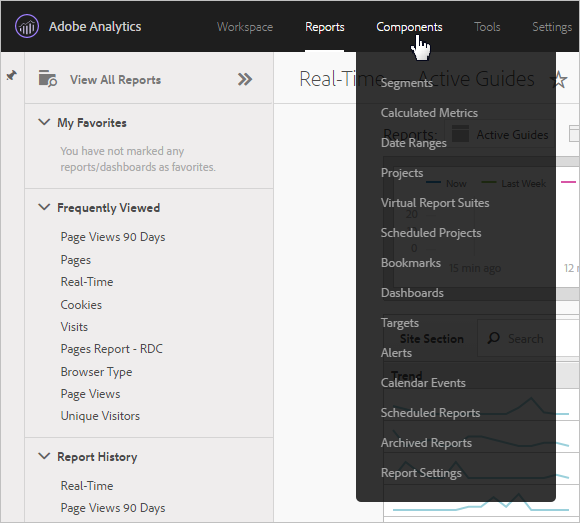 Adobe Analytics
Workspace
Reports
Components
Tools
Settings
View All Reports
My Favorites
You have not marked any
reports/dashboards as favorites.
Frequently Viewed
Page Views 90 Days
Pages
Real-Time
Cookies
Visits
Pages Report - RDC
Browser Type
Page Views
Unique Visitors
Report History
Real-Time
Page Views 90 Days
Segments
Calculated Metrics
Date Ranges
Projects
Virtual Report Suites
Scheduled Projects
Bookmarks
Dashboards
Targets
Alerts
Calendar Events
Scheduled Reports
Archived Reports
Report Settings
Real-Time — Active Guides
Reports:
Active Guides
Now
Last Week
20
0
15 min ago
12 m
Site Section
Search
Trend